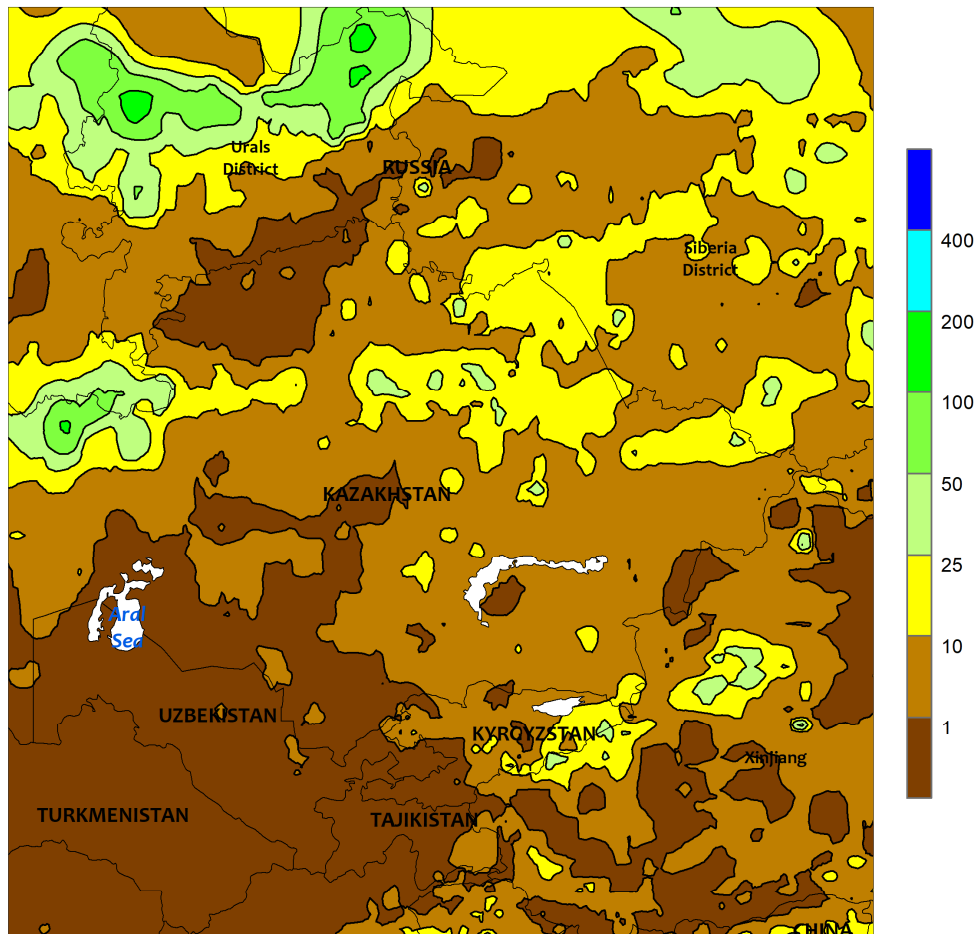 Urals
District
RUSSIA
Siberia
District
KAZAKHSTAN
Aral
Sea
UZBEKISTAN
KYRGYZSTAN
Xinjiang
TURKMENISTAN
TAJIKISTAN
CHINA
400
200
100
50
25
10
1